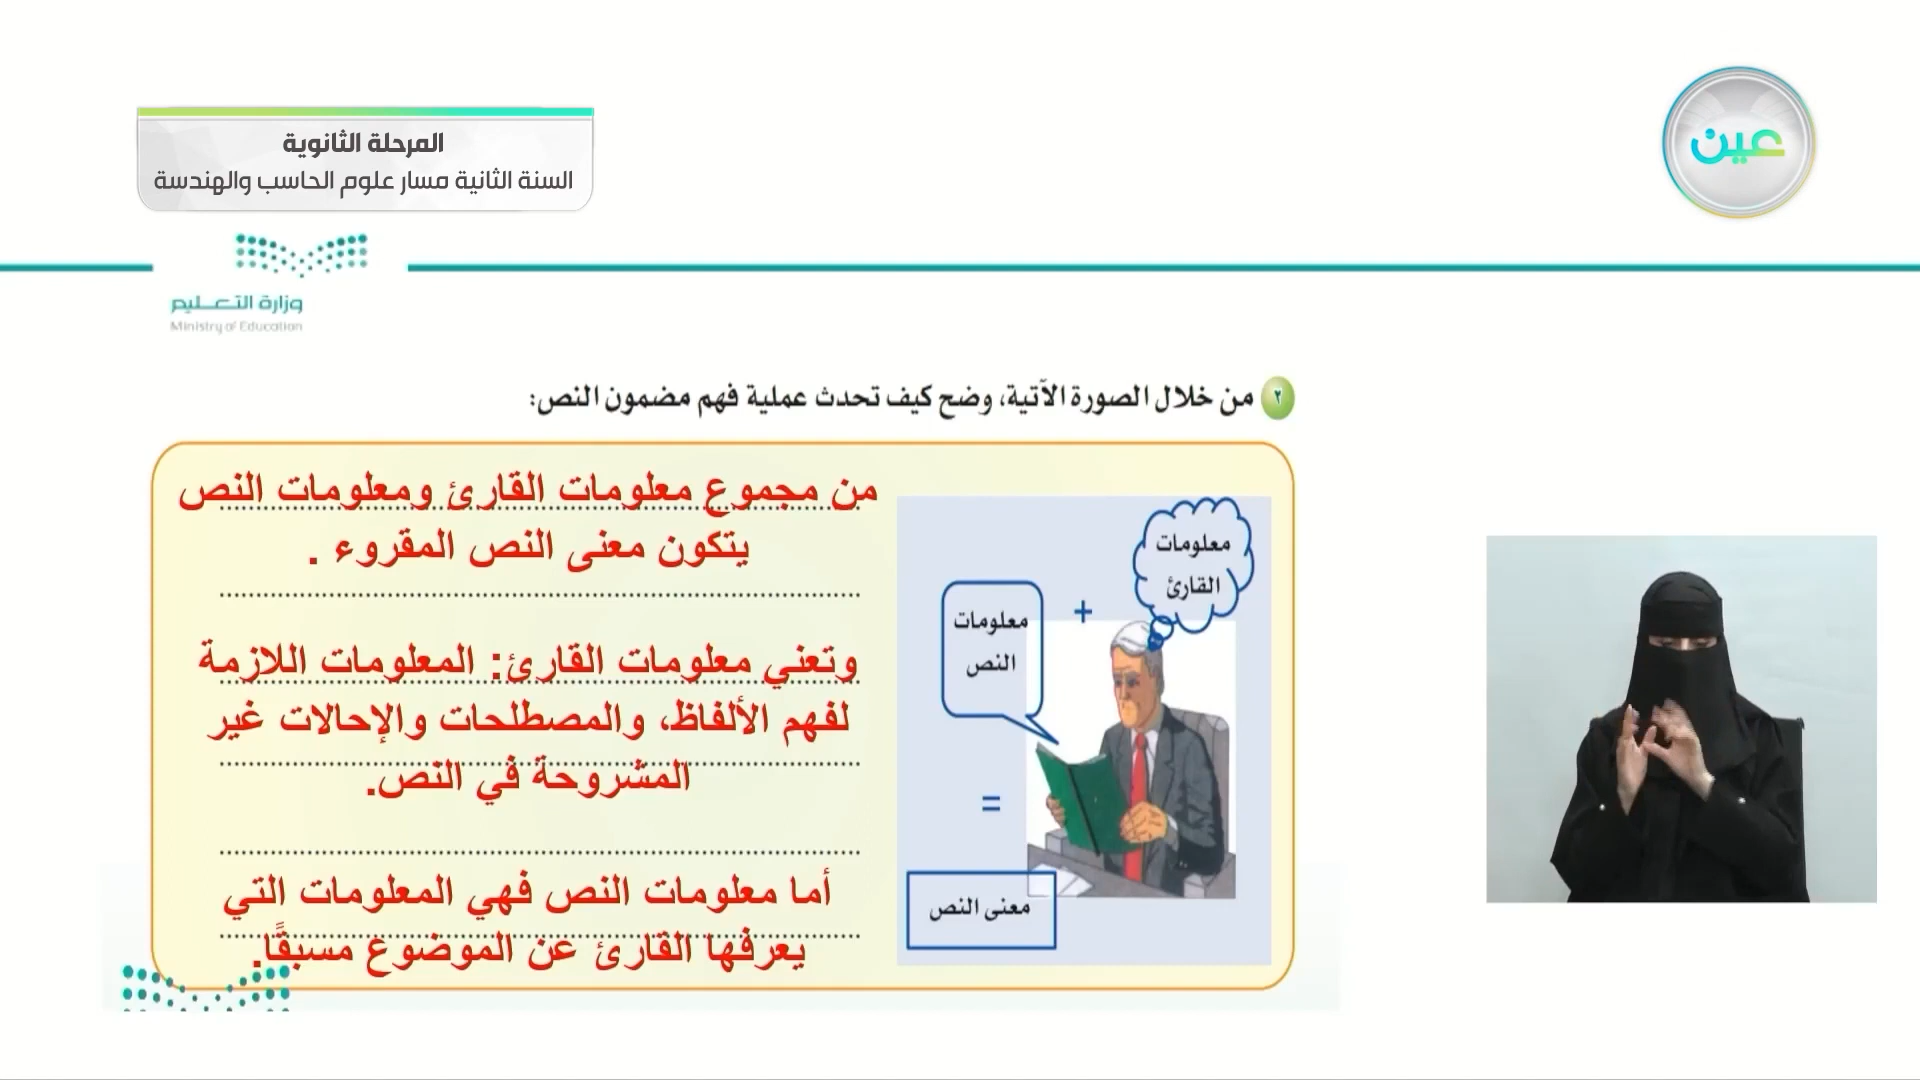 المرحلة الثانوية
السنة الثانية مسار علوم الحاسب والهندسة
عين
وزارة التعليم
Ministry of Education
٢ من خلال الصورة الآتية، وضح كيف تحدث عملية فهم مضمون النص:
من مجموع معلومات القارئ ومعلومات النص
يتكون معنى النص المقروء .
وتعني معلومات القارئ: المعلومات اللازمة
لفهم الألفاظ، والمصطلحات والإحالات غير
المشروحة في النص.
أما معلومات النص فهي المعلومات التي
يعرفها القارئ عن الموضوع مسبقًا.
معلومات
القارئ
+
معلومات
النص
=
معنى النص